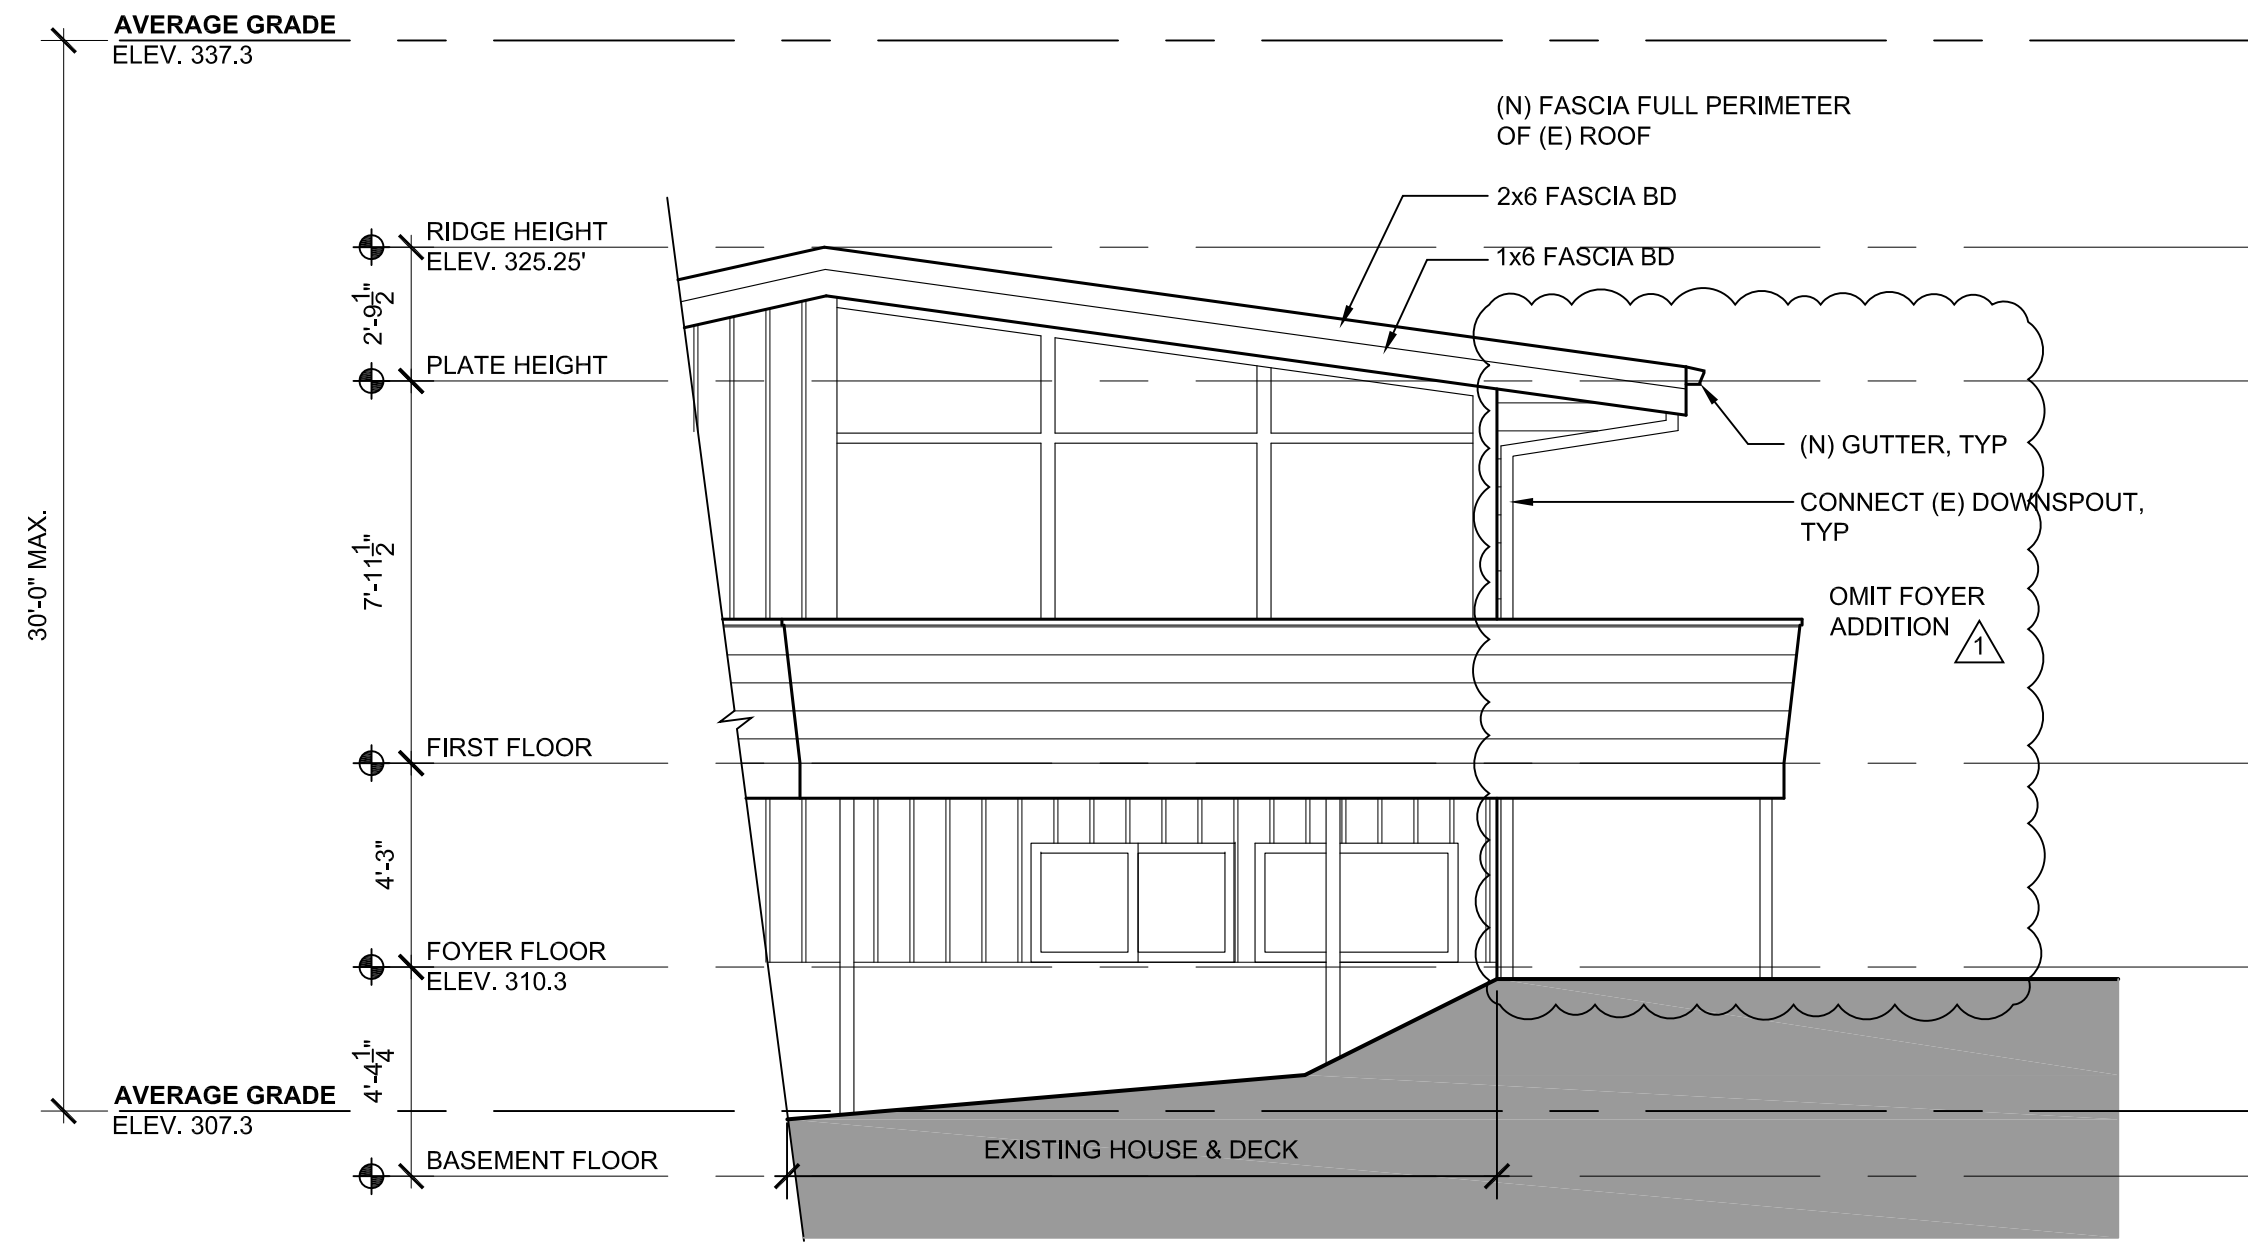 AVERAGE GRADE
ELEV. 337.3
(N) FASCIA FULL PERIMETER
OF (E) ROOF
2x6 FASCIA BD
1x6 FASCIA BD
RIDGE HEIGHT
ELEV. 325.25'
2'-9 1/2"
PLATE HEIGHT
(N) GUTTER, TYP
CONNECT (E) DOWNSPOUT,
TYP
30'-0" MAX.
7'-11 1/2"
OMIT FOYER
ADDITION
1
FIRST FLOOR
4'-3"
FOYER FLOOR
ELEV. 310.3
4'-4 1/4"
AVERAGE GRADE
ELEV. 307.3
EXISTING HOUSE & DECK
BASEMENT FLOOR